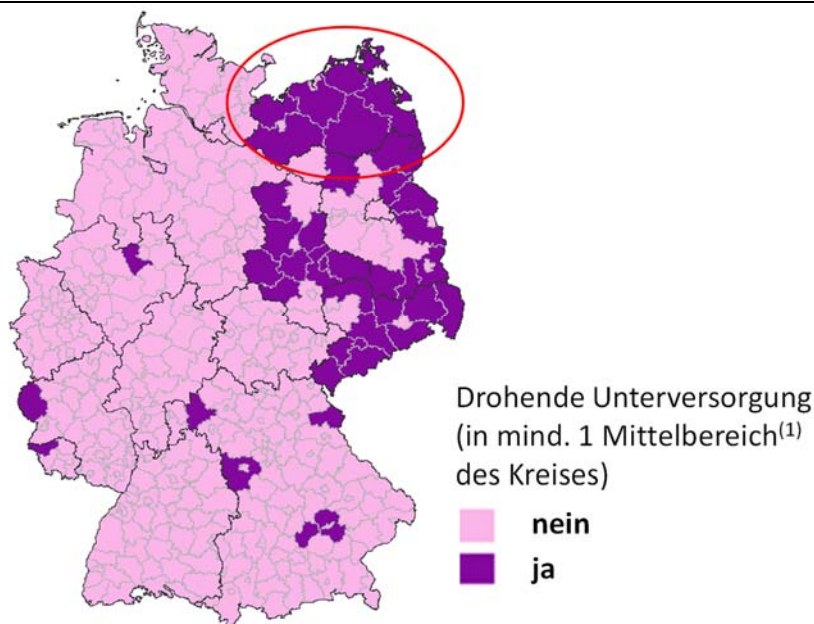 Drohende Unterversorgung
(in mind. 1 Mittelbereich⁽¹⁾
des Kreises)
nein
ja